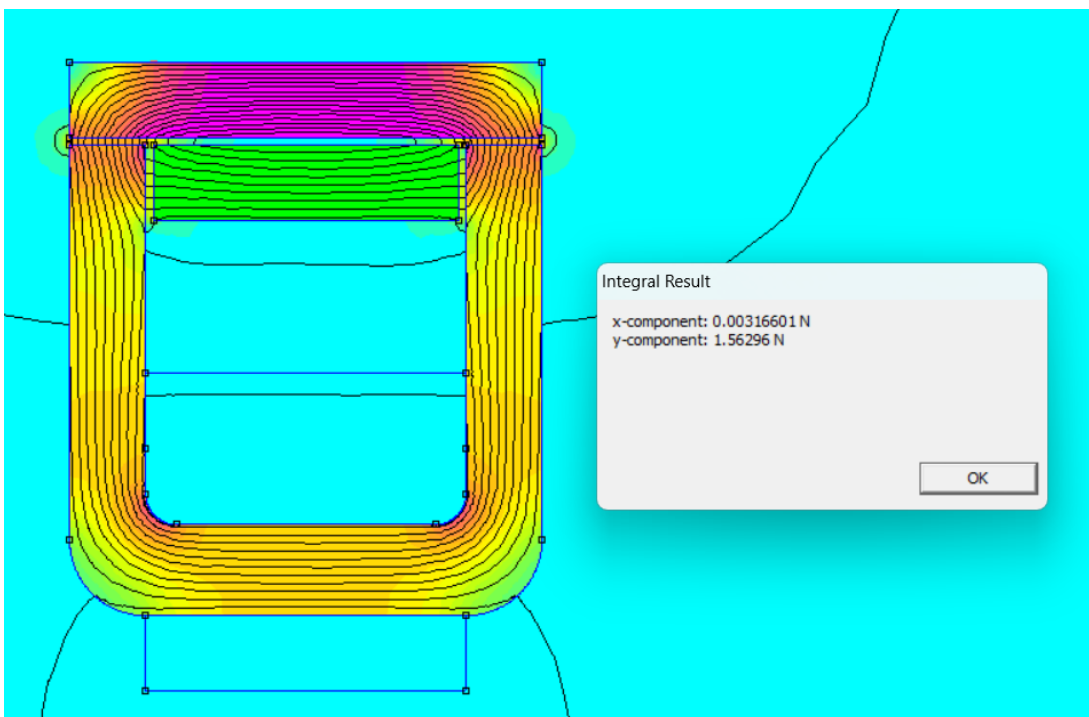 Integral Result
x-component: 0.00316601 N
y-component: 1.56296 N
OK